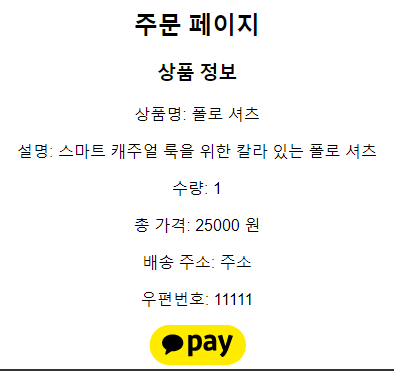 주문 페이지
상품 정보
상품명: 폴로 셔츠
설명: 스마트 캐주얼 룩을 위한 칼라 있는 폴로 셔츠
수량: 1
총 가격: 25000 원
배송 주소: 주소
우편번호: 11111
pay